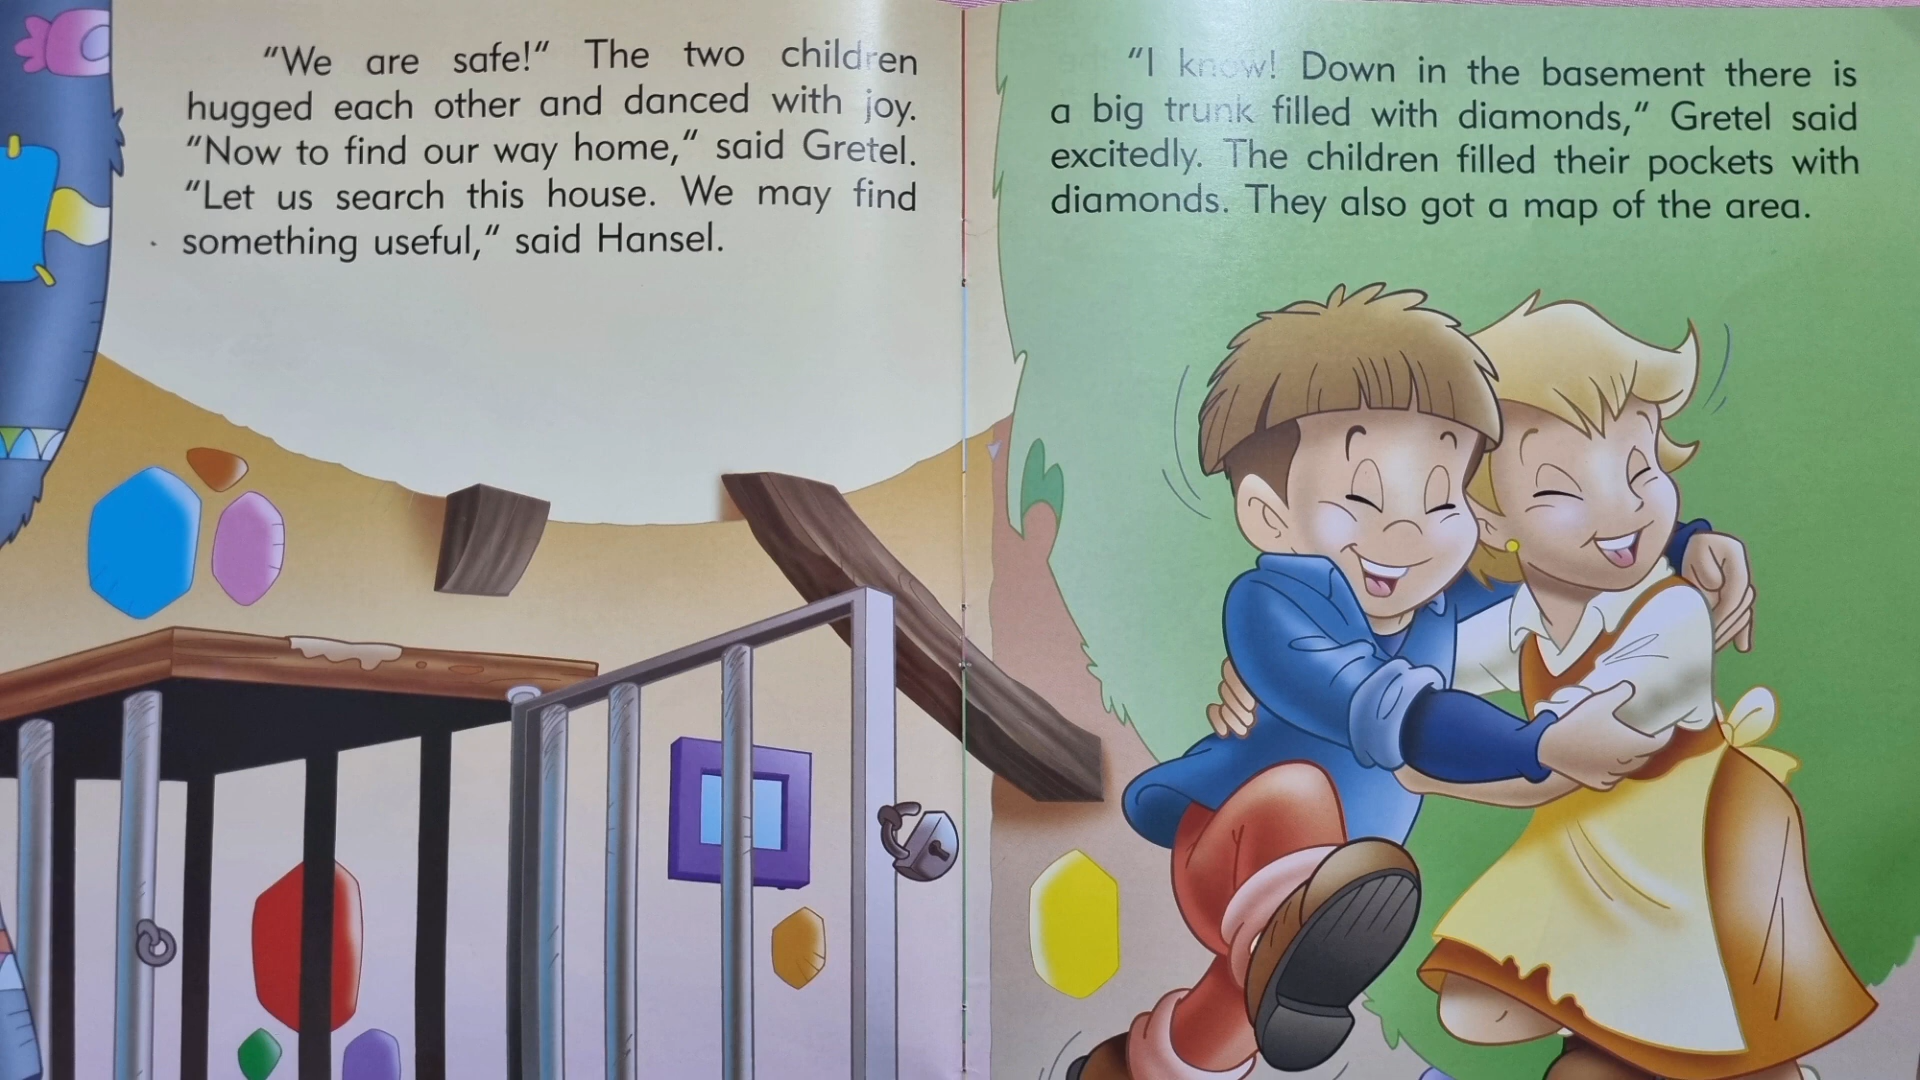 “We are safe!“ The two children
hugged each other and danced with joy.
“Now to find our way home,“ said Gretel.
“Let us search this house. We may find
something useful,“ said Hansel.
“I know! Down in the basement there is
a big trunk filled with diamonds,“ Gretel said
excitedly. The children filled their pockets with
diamonds. They also got a map of the area.